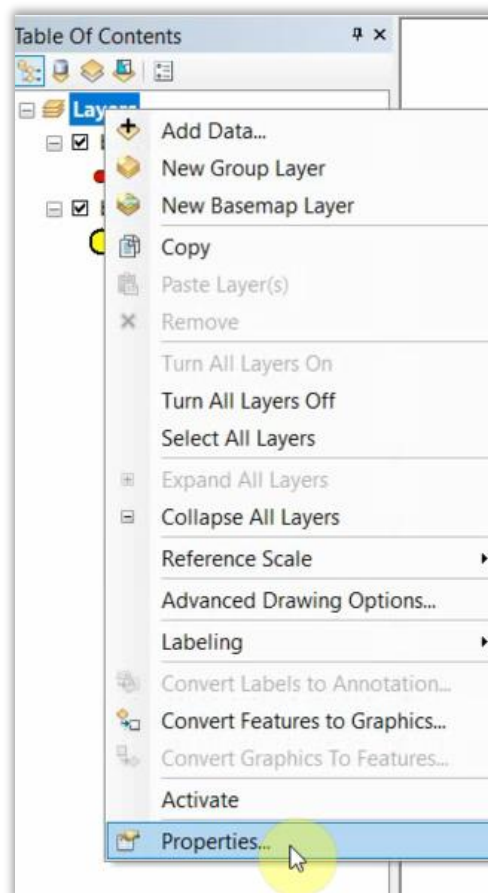 Table Of Contents
Add Data...
New Group Layer
New Basemap Layer
Copy
Paste Layer(s)
Remove
Turn All Layers On
Turn All Layers Off
Select All Layers
Expand All Layers
Collapse All Layers
Reference Scale
Advanced Drawing Options...
Labeling
Convert Labels to Annotation...
Convert Features to Graphics...
Convert Graphics To Features...
Activate
Properties...